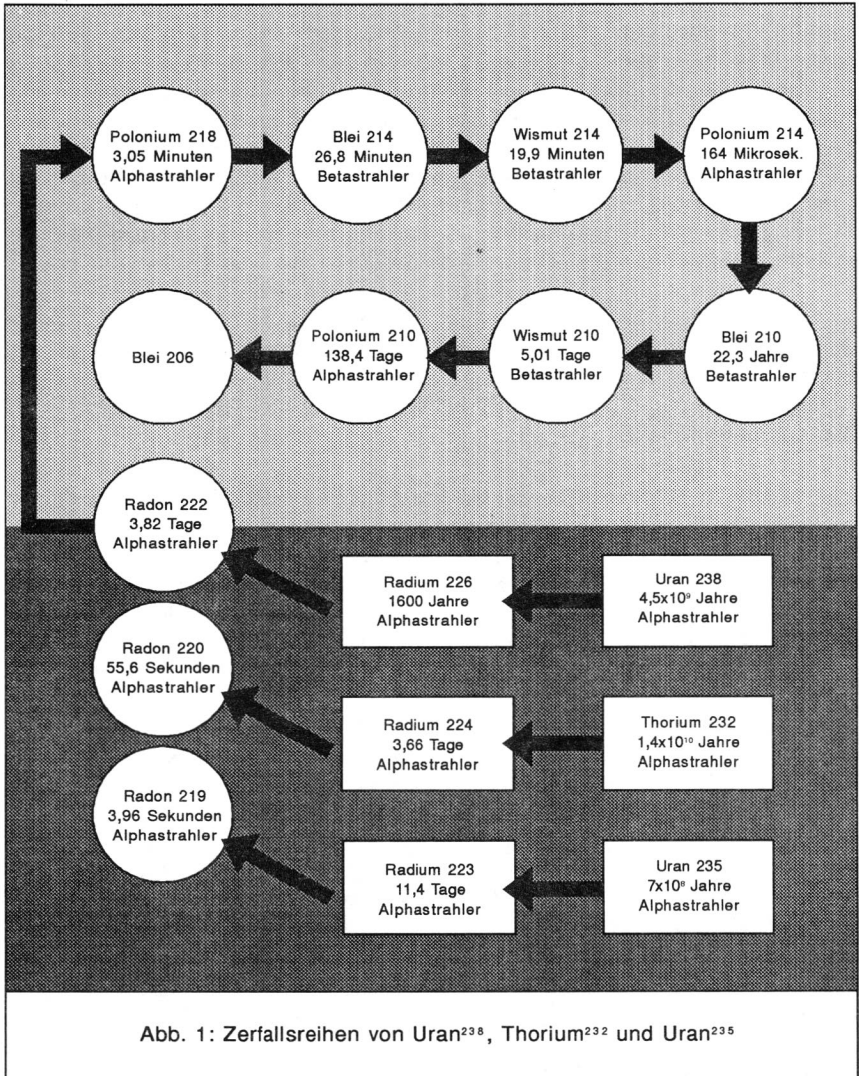 Polonium 218
3,05 Minuten
Alphastrahler
Blei 214
26,8 Minuten
Betastrahler
Wismut 214
19,9 Minuten
Betastrahler
Polonium 214
164 Mikrosek.
Alphastrahler
Blei 206
Polonium 210
138,4 Tage
Alphastrahler
Wismut 210
5,01 Tage
Betastrahler
Blei 210
22,3 Jahre
Betastrahler
Radon 222
3,82 Tage
Alphastrahler
Radium 226
1600 Jahre
Alphastrahler
Uran 238
4,5x10⁹ Jahre
Alphastrahler
Radon 220
55,6 Sekunden
Alphastrahler
Radium 224
3,66 Tage
Alphastrahler
Thorium 232
1,4x10¹⁰ Jahre
Alphastrahler
Radon 219
3,96 Sekunden
Alphastrahler
Radium 223
11,4 Tage
Alphastrahler
Uran 235
7x10⁸ Jahre
Alphastrahler
Abb. 1: Zerfallsreihen von Uran²³⁸, Thorium²³² und Uran²³⁵